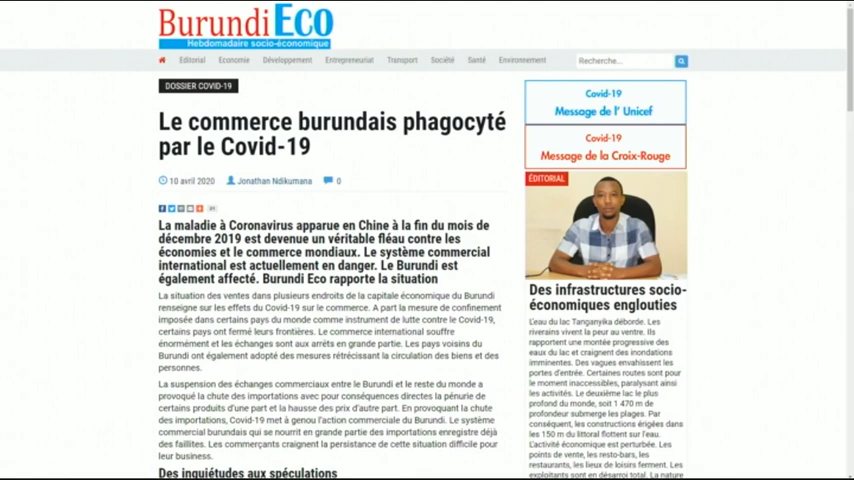 Burundi Eco
Hebdomadaire socio-économique
Editorial Economie Développement Entrepreneuriat Transport Société Santé Environnement
Recherche...
DOSSIER COVID-19
Le commerce burundais phagocyté
par le Covid-19
10 avril 2020 Jonathan Ndikumana 0
La maladie à Coronavirus apparue en Chine à la fin du mois de
décembre 2019 est devenue un véritable fléau contre les
économies et le commerce mondiaux. Le système commercial
international est actuellement en danger. Le Burundi est
également affecté. Burundi Eco rapporte la situation
La situation des ventes dans plusieurs endroits de la capitale économique du Burundi
renseigne sur les effets du Covid-19 sur le commerce. A part la mesure de confinement
imposée dans certains pays du monde comme instrument de lutte contre le Covid-19,
certains pays ont fermé leurs frontières. Le commerce international souffre
énormément et les échanges sont aux arrêts en grande partie. Les pays voisins du
Burundi ont également adopté des mesures rétrécissant la circulation des biens et des
personnes.
La suspension des échanges commerciaux entre le Burundi et le reste du monde a
provoqué la chute des importations avec pour conséquences directes la pénurie de
certains produits d'une part et la hausse des prix d'autre part. En provoquant la chute
des importations, Covid-19 met à genou l'action commerciale du Burundi. Le système
commercial burundais qui se nourrit en grande partie des importations enregistre déjà
des faillites. Les commerçants craignent la persistance de cette situation difficile pour
leur business.
Des inquiétudes aux spéculations
Covid-19
Message de l' Unicef
Covid-19
Message de la Croix-Rouge
ÉDITORIAL
Des infrastructures socio-
économiques englouties
L'eau du lac Tanganyika déborde. Les
riverains vivent la peur au ventre. Ils
rapportent une montée progressive des
eaux du lac et craignent des inondations
imminentes. Des vagues envahissent les
portes d'entrée. Certaines routes sont pour
le moment inaccessibles, paralysant ainsi
les activités. Le deuxième lac le plus
profond du monde, soit 1 470 m de
profondeur submerge les plages. Par
conséquent, les constructions érigées dans
les 150 m du littoral flottent sur l'eau.
L'activité économique est perturbée. Les
points de vente, les resto-bars, les
restaurants, les lieux de loisirs ferment. Les
exploitants sont en désarroi total. La nature